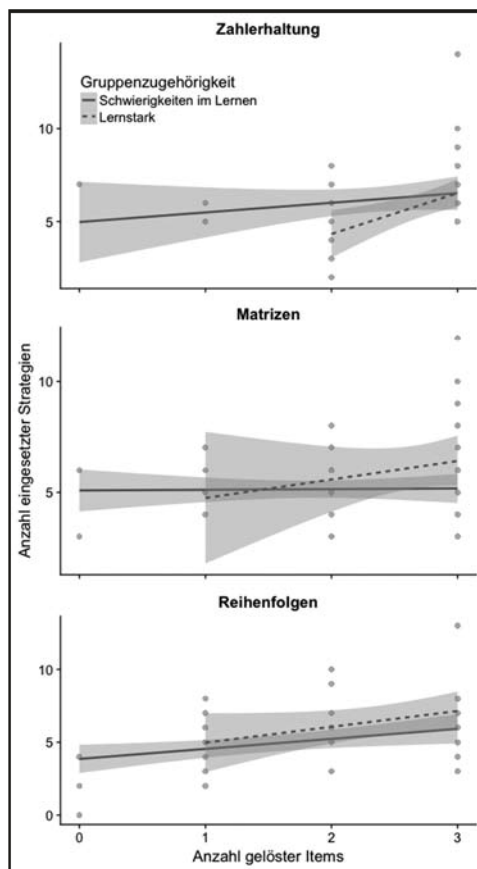 Zahlerhaltung
Gruppenzugehörigkeit
Schwierigkeiten im Lernen
Lernstark
10
5
Matrizen
Anzahl eingesetzter Strategien
10
5
Reihenfolgen
10
5
0
0 1 2 3
Anzahl gelöster Items